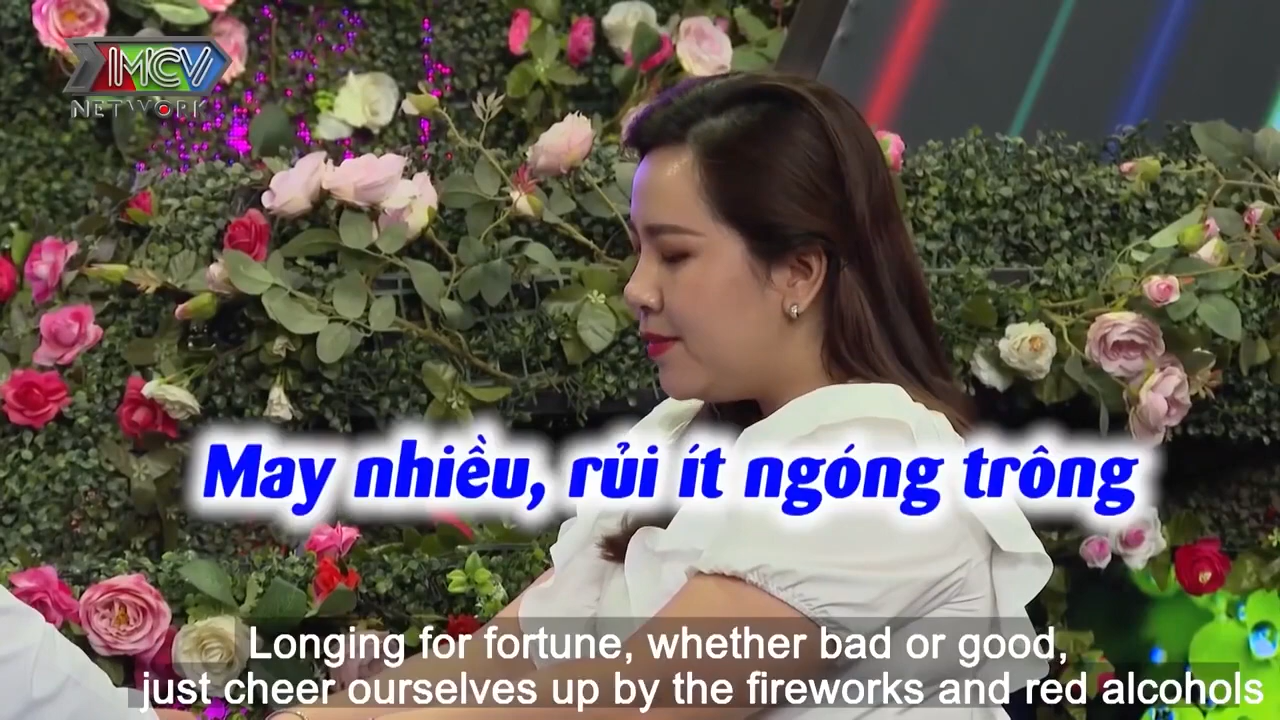 MCV
NETWORK
May nhiều, rủi ít ngóng trông
Longing for fortune, whether bad or good,
just cheer ourselves up by the fireworks and red alcohols